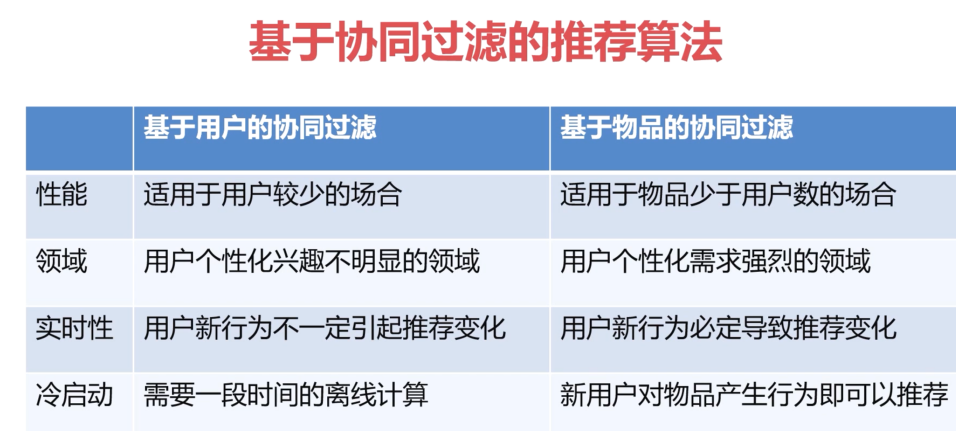 基于协同过滤的推荐算法
基于用户的协同过滤 基于物品的协同过滤
性能 适用于用户较少的场合 适用于物品少于用户数的场合
领域 用户个性化兴趣不明显的领域 用户个性化需求强烈的领域
实时性 用户新行为不一定引起推荐变化 用户新行为必定导致推荐变化
冷启动 需要一段时间的离线计算 新用户对物品产生行为即可以推荐